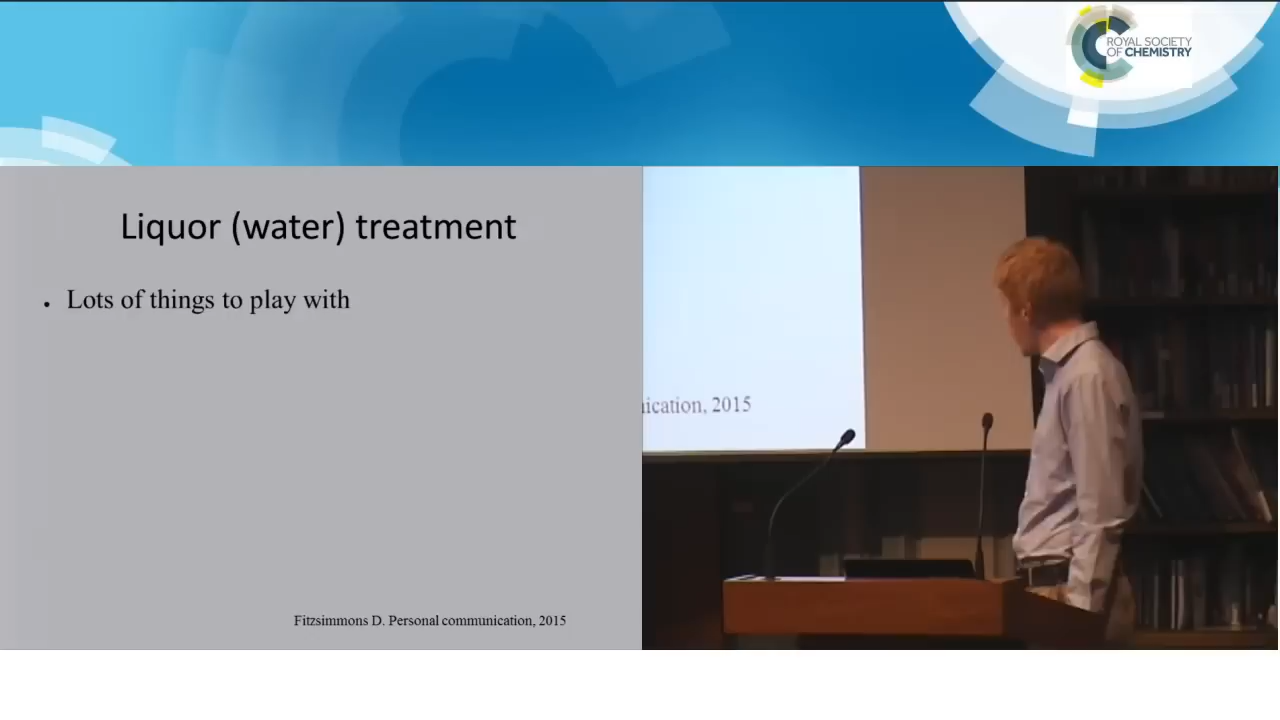 ROYAL SOCIETY
OF CHEMISTRY
Liquor (water) treatment
• Lots of things to play with
ication, 2015
Fitzsimmons D. Personal communication, 2015